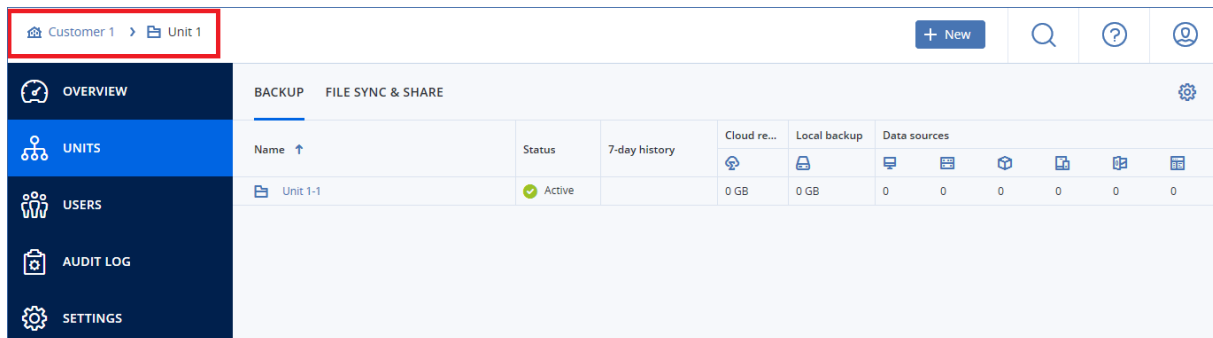 Customer 1 > Unit 1
+ New
OVERVIEW
UNITS
USERS
AUDIT LOG
SETTINGS
BACKUP FILE SYNC & SHARE
Name ↑ Status 7-day history Cloud re... Local backup Data sources
Unit 1-1 Active 0 GB 0 GB 0 0 0 0 0 0